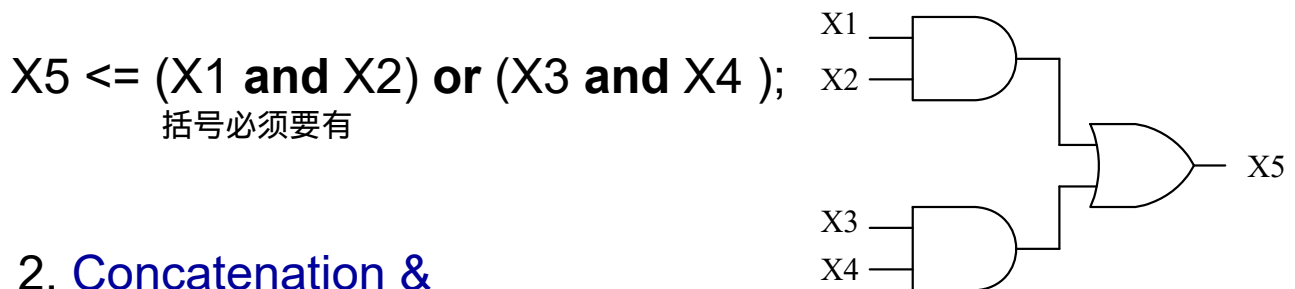 X5 <= (X1 and X2) or (X3 and X4 );
括号必须要有
X1
X2
X5
X3
X4
2. Concatenation &